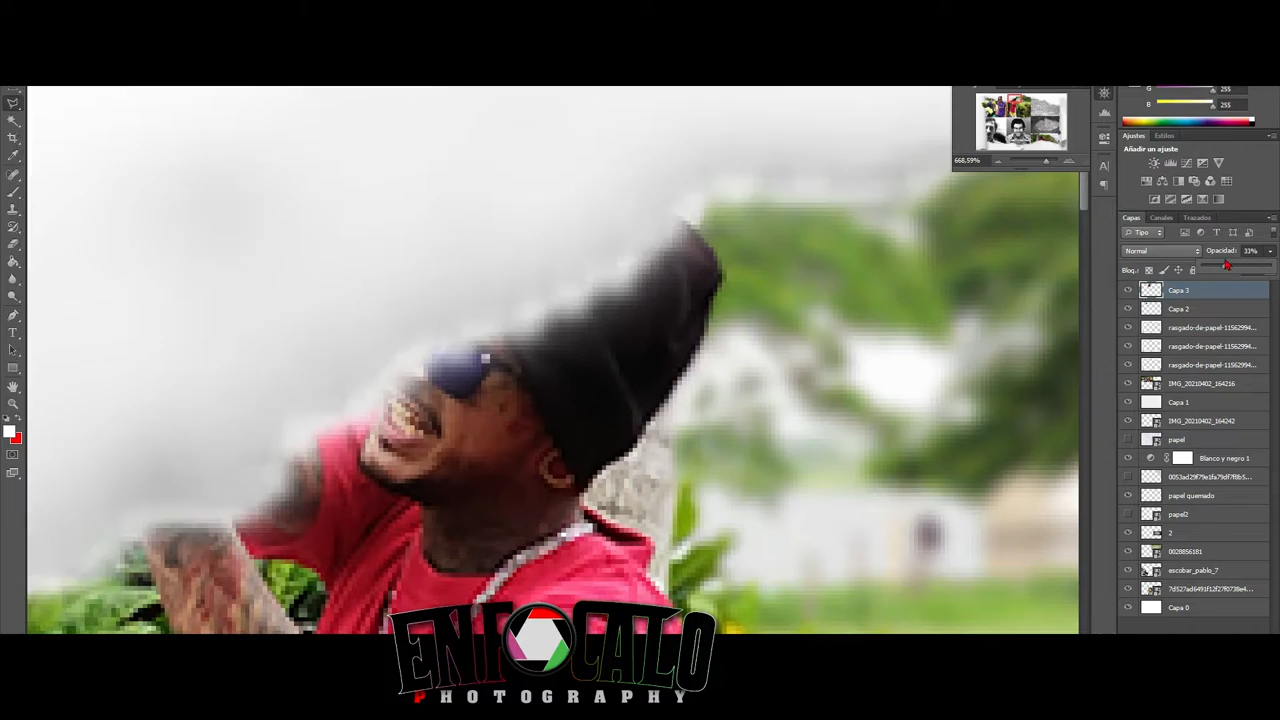 G
255
B
255
668,59%
Ajustes
Estilos
Añadir un ajuste
Capas
Canales
Trazados
Tipo
Normal
Opacidad:
33%
Bloq.:
Capa 3
Capa 2
rasgado-de-papel-11562994...
rasgado-de-papel-11562994...
rasgado-de-papel-11562994...
IMG_20210402_164216
Capa 1
IMG_20210402_164242
papel
Blanco y negro 1
papel quemado
papel2
2
0028856181
escobar_pablo_7
Capa 0
ENFOCALO
PHOTOGRAPHY